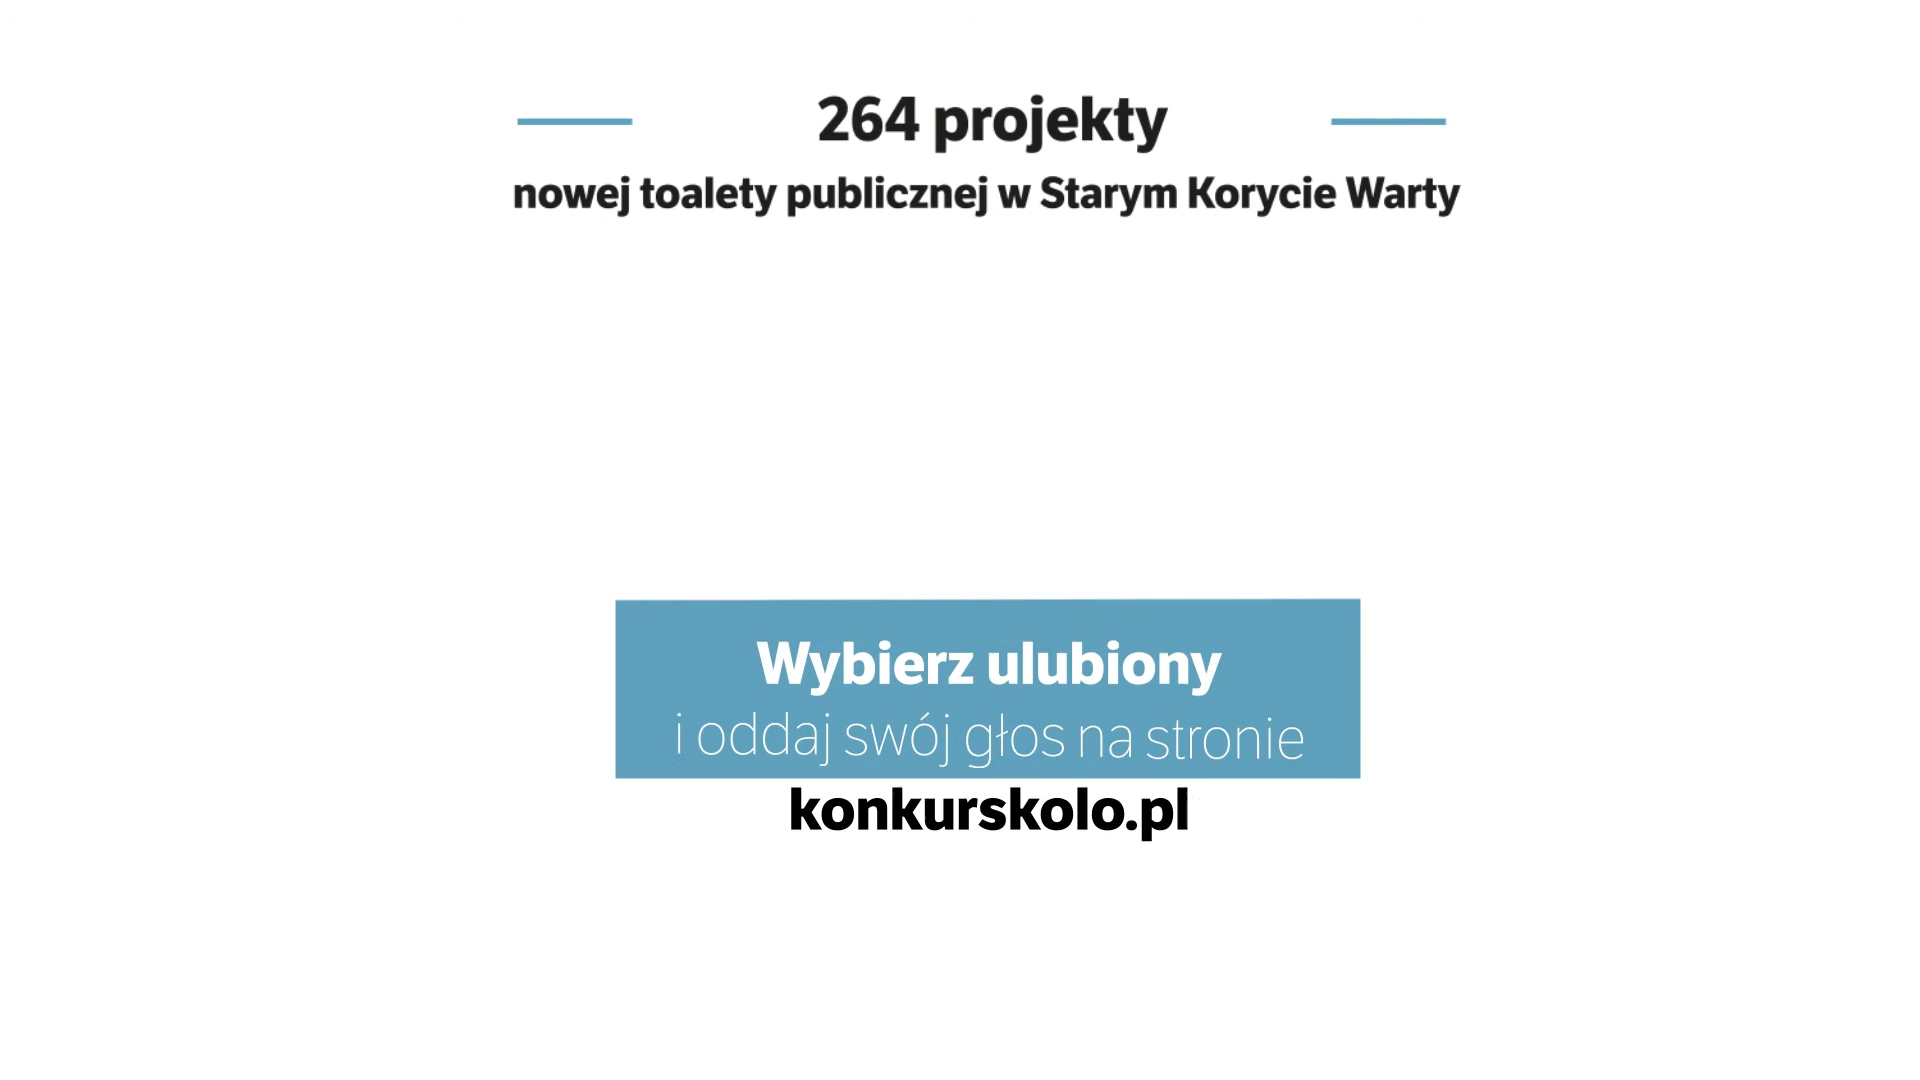 264 projekty
nowej toalety publicznej w Starym Korycie Warty
Wybierz ulubiony
i oddaj swój głos na stronie
konkurskolo.pl